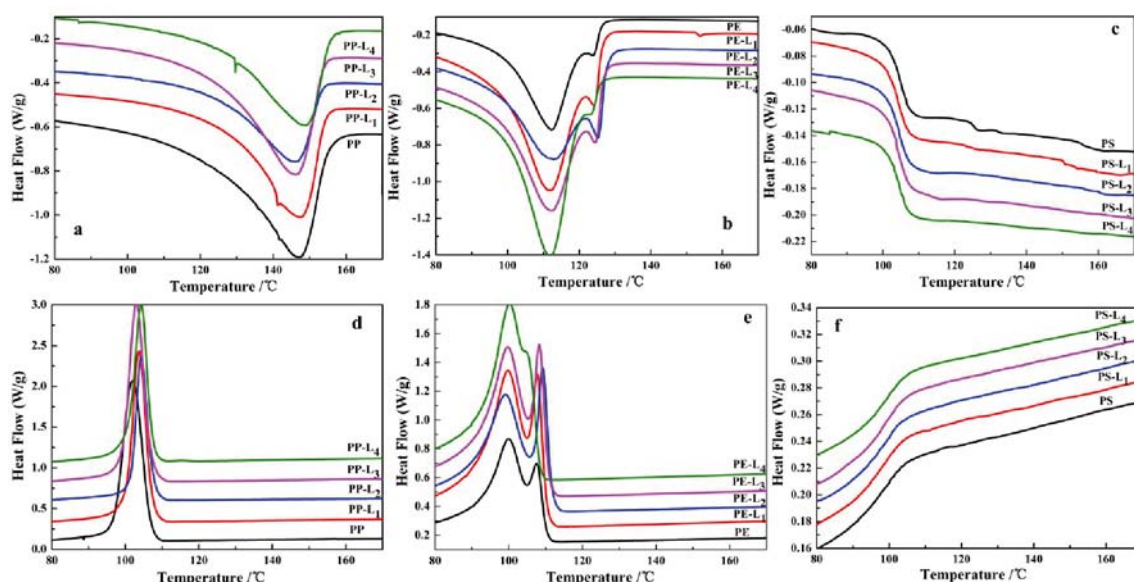 -0.2
-0.4
-0.6
-0.8
-1.0
-1.2
Heat Flow (W/g)
PP-L4
PP-L3
PP-L2
PP-L1
PP
a
80 100 120 140 160
Temperature /℃
-0.2
-0.4
-0.6
-0.8
-1.0
-1.2
-1.4
Heat Flow (W/g)
PE
PE-L1
PE-L2
PE-L3
PE-L4
b
80 100 120 140 160
Temperature /℃
-0.06
-0.08
-0.10
-0.12
-0.14
-0.16
-0.18
-0.20
-0.22
Heat Flow (W/g)
c
PS
PS-L1
PS-L2
PS-L3
PS-L4
80 100 120 140 160
Temperature /℃
3.0
2.5
2.0
1.5
1.0
0.5
0.0
Heat Flow (W/g)
d
PP-L4
PP-L3
PP-L2
PP-L1
PP
80 100 120 140 160
Temperature /℃
1.8
1.6
1.4
1.2
1.0
0.8
0.6
0.4
0.2
Heat Flow (W/g)
e
PE-L4
PE-L3
PE-L2
PE-L1
PE
80 100 120 140 160
Temperature /℃
0.34
0.32
0.30
0.28
0.26
0.24
0.22
0.20
0.18
0.16
Heat Flow (W/g)
f
PS-L4
PS-L3
PS-L2
PS-L1
PS
80 100 120 140 160
Temperature /℃